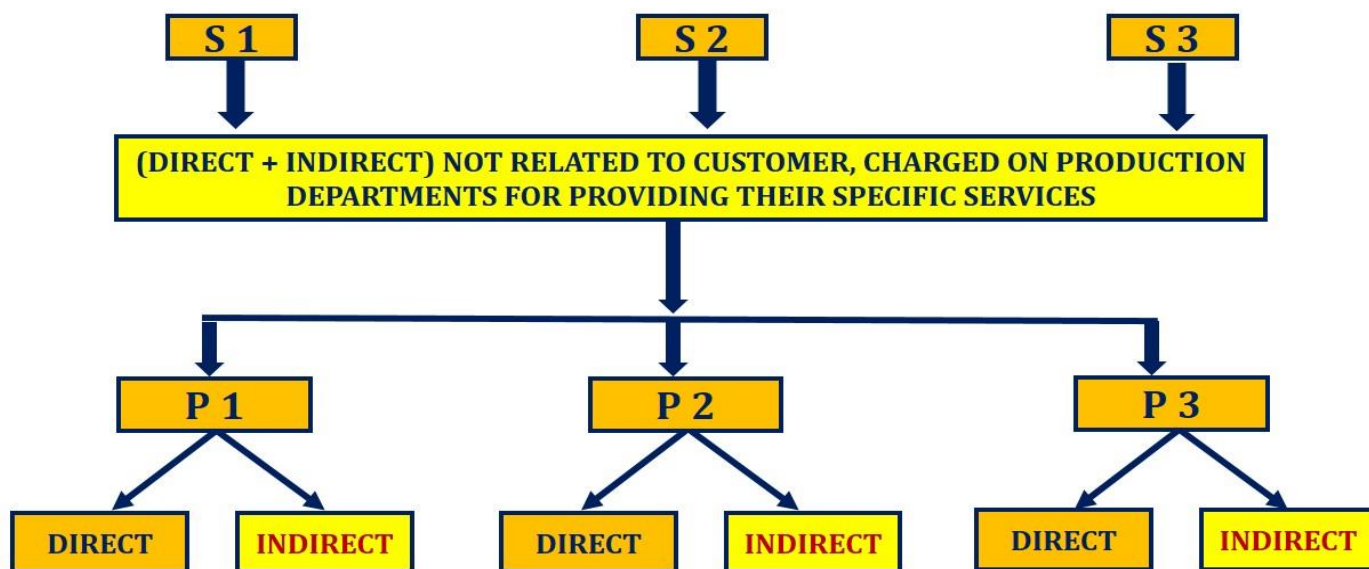 S 1
S 2
S 3
(DIRECT + INDIRECT) NOT RELATED TO CUSTOMER, CHARGED ON PRODUCTION
DEPARTMENTS FOR PROVIDING THEIR SPECIFIC SERVICES
P 1
P 2
P 3
DIRECT
INDIRECT
DIRECT
INDIRECT
DIRECT
INDIRECT